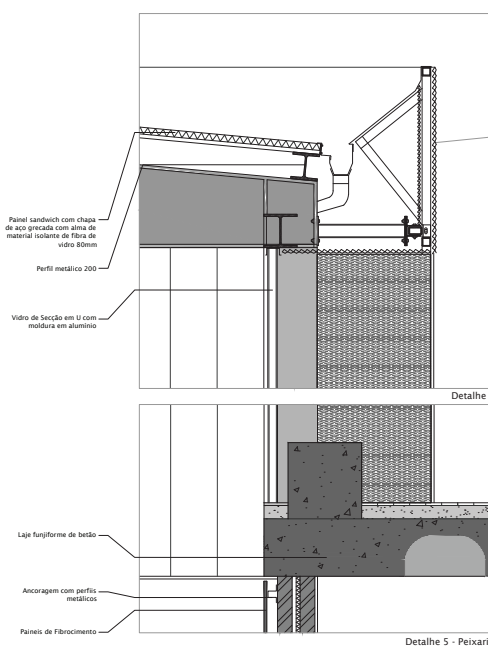 Painel sandwich com chapa
de aço grecada com alma de
material isolante de fibra de
vidro 80mm
Perfil metálico 200
Vidro de Secção em U com
moldura em alumínio
Detalhe
Laje funjiforme de betão
Ancoragem com perfiis
metálicos
Paineis de Fibrocimento
Detalhe 5 - Peixari